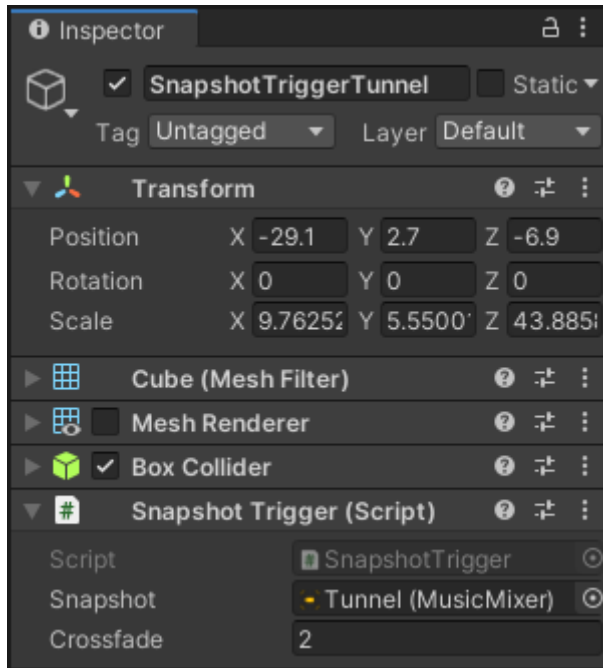 Inspector
SnapshotTriggerTunnel Static
Tag Untagged Layer Default
Transform
Position X -29.1 Y 2.7 Z -6.9
Rotation X 0 Y 0 Z 0
Scale X 9.76252 Y 5.55001 Z 43.8858
Cube (Mesh Filter)
Mesh Renderer
Box Collider
# Snapshot Trigger (Script)
Script # SnapshotTrigger
Snapshot Tunnel (MusicMixer)
Crossfade 2